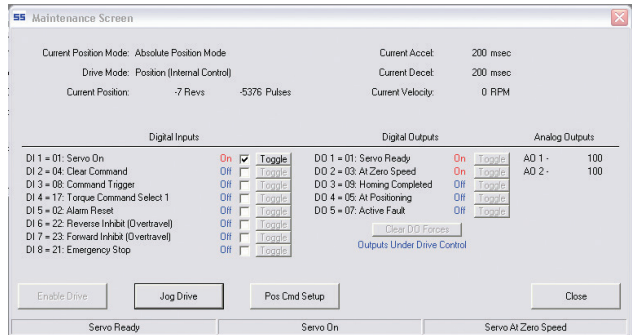 SS Maintenance Screen
Current Position Mode: Absolute Position Mode Current Accel: 200 msec
Drive Mode: Position (Internal Control) Current Decel: 200 msec
Current Position: -7 Revs -5376 Pulses Current Velocity: 0 RPM
Digital Inputs Digital Outputs Analog Outputs
DI 1 = 01: Servo On On Toggle DO 1 = 01: Servo Ready On Toggle AO 1 - 100
DI 2 = 04: Clear Command Off Toggle DO 2 = 03: At Zero Speed On Toggle AO 2 - 100
DI 3 = 08: Command Trigger Off Toggle DO 3 = 09: Homing Completed Off Toggle
DI 4 = 17: Torque Command Select 1 Off Toggle DO 4 = 05: At Positioning Off Toggle
DI 5 = 02: Alarm Reset Off Toggle DO 5 = 07: Active Fault Off Toggle
DI 6 = 22: Reverse Inhibit (Overtravel) Off Toggle Clear DO Forces
DI 7 = 23: Forward Inhibit (Overtravel) Off Toggle Outputs Under Drive Control
DI 8 = 21: Emergency Stop Off Toggle
Enable Drive Jog Drive Pos Cmd Setup Close
Servo Ready Servo On Servo At Zero Speed